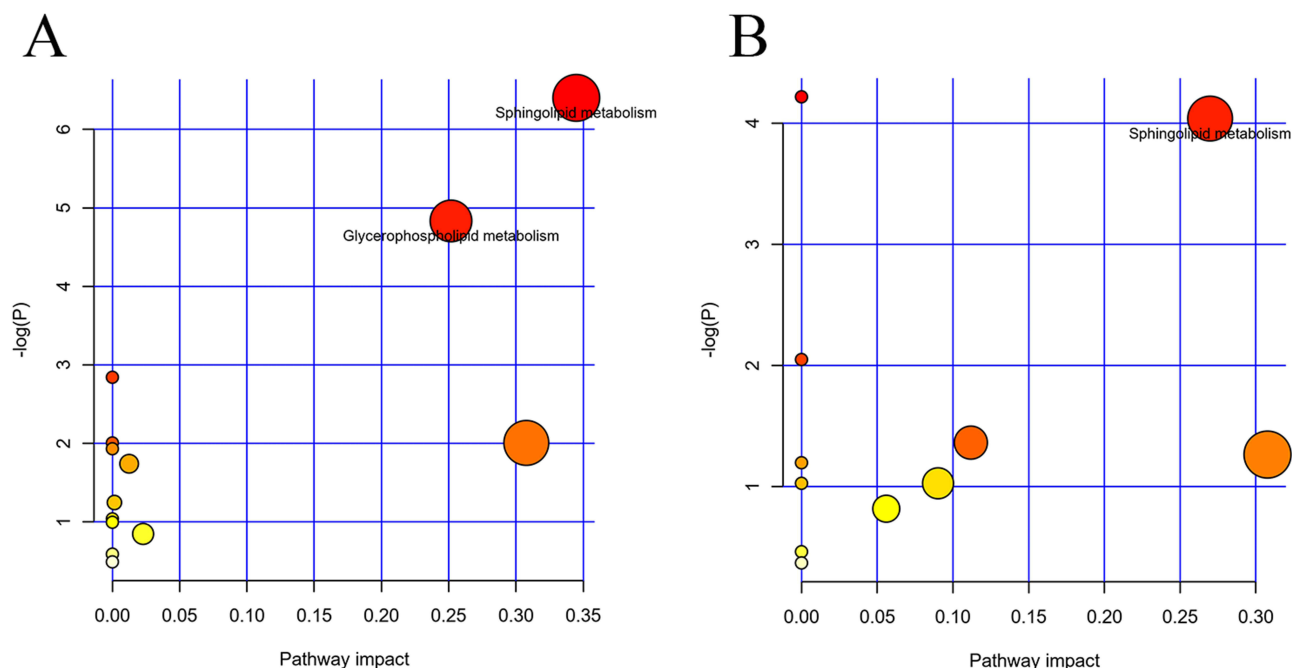 A
Sphingolipid metabolism
Glycerophospholipid metabolism
-log(P)
6
5
4
3
2
1
0.00 0.05 0.10 0.15 0.20 0.25 0.30 0.35
Pathway impact
B
Sphingolipid metabolism
-log(P)
4
3
2
1
0.00 0.05 0.10 0.15 0.20 0.25 0.30
Pathway impact